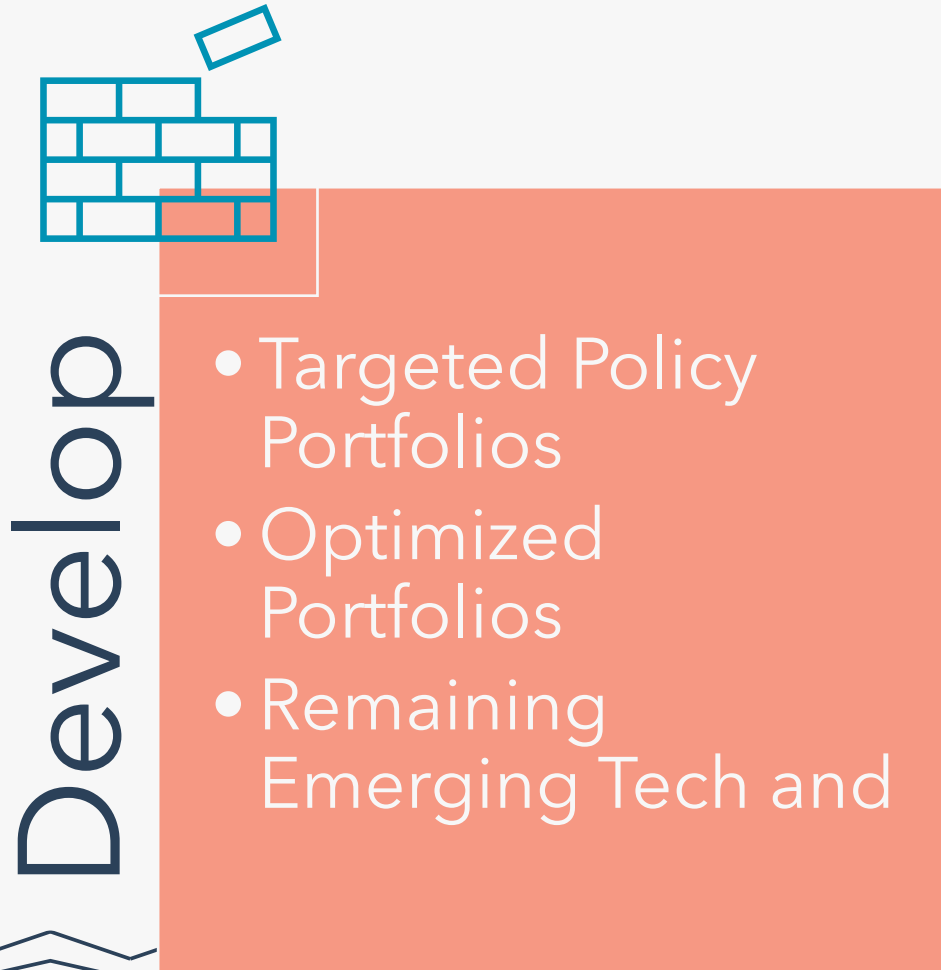 Develop
• Targeted Policy
Portfolios
• Optimized
Portfolios
• Remaining
Emerging Tech and